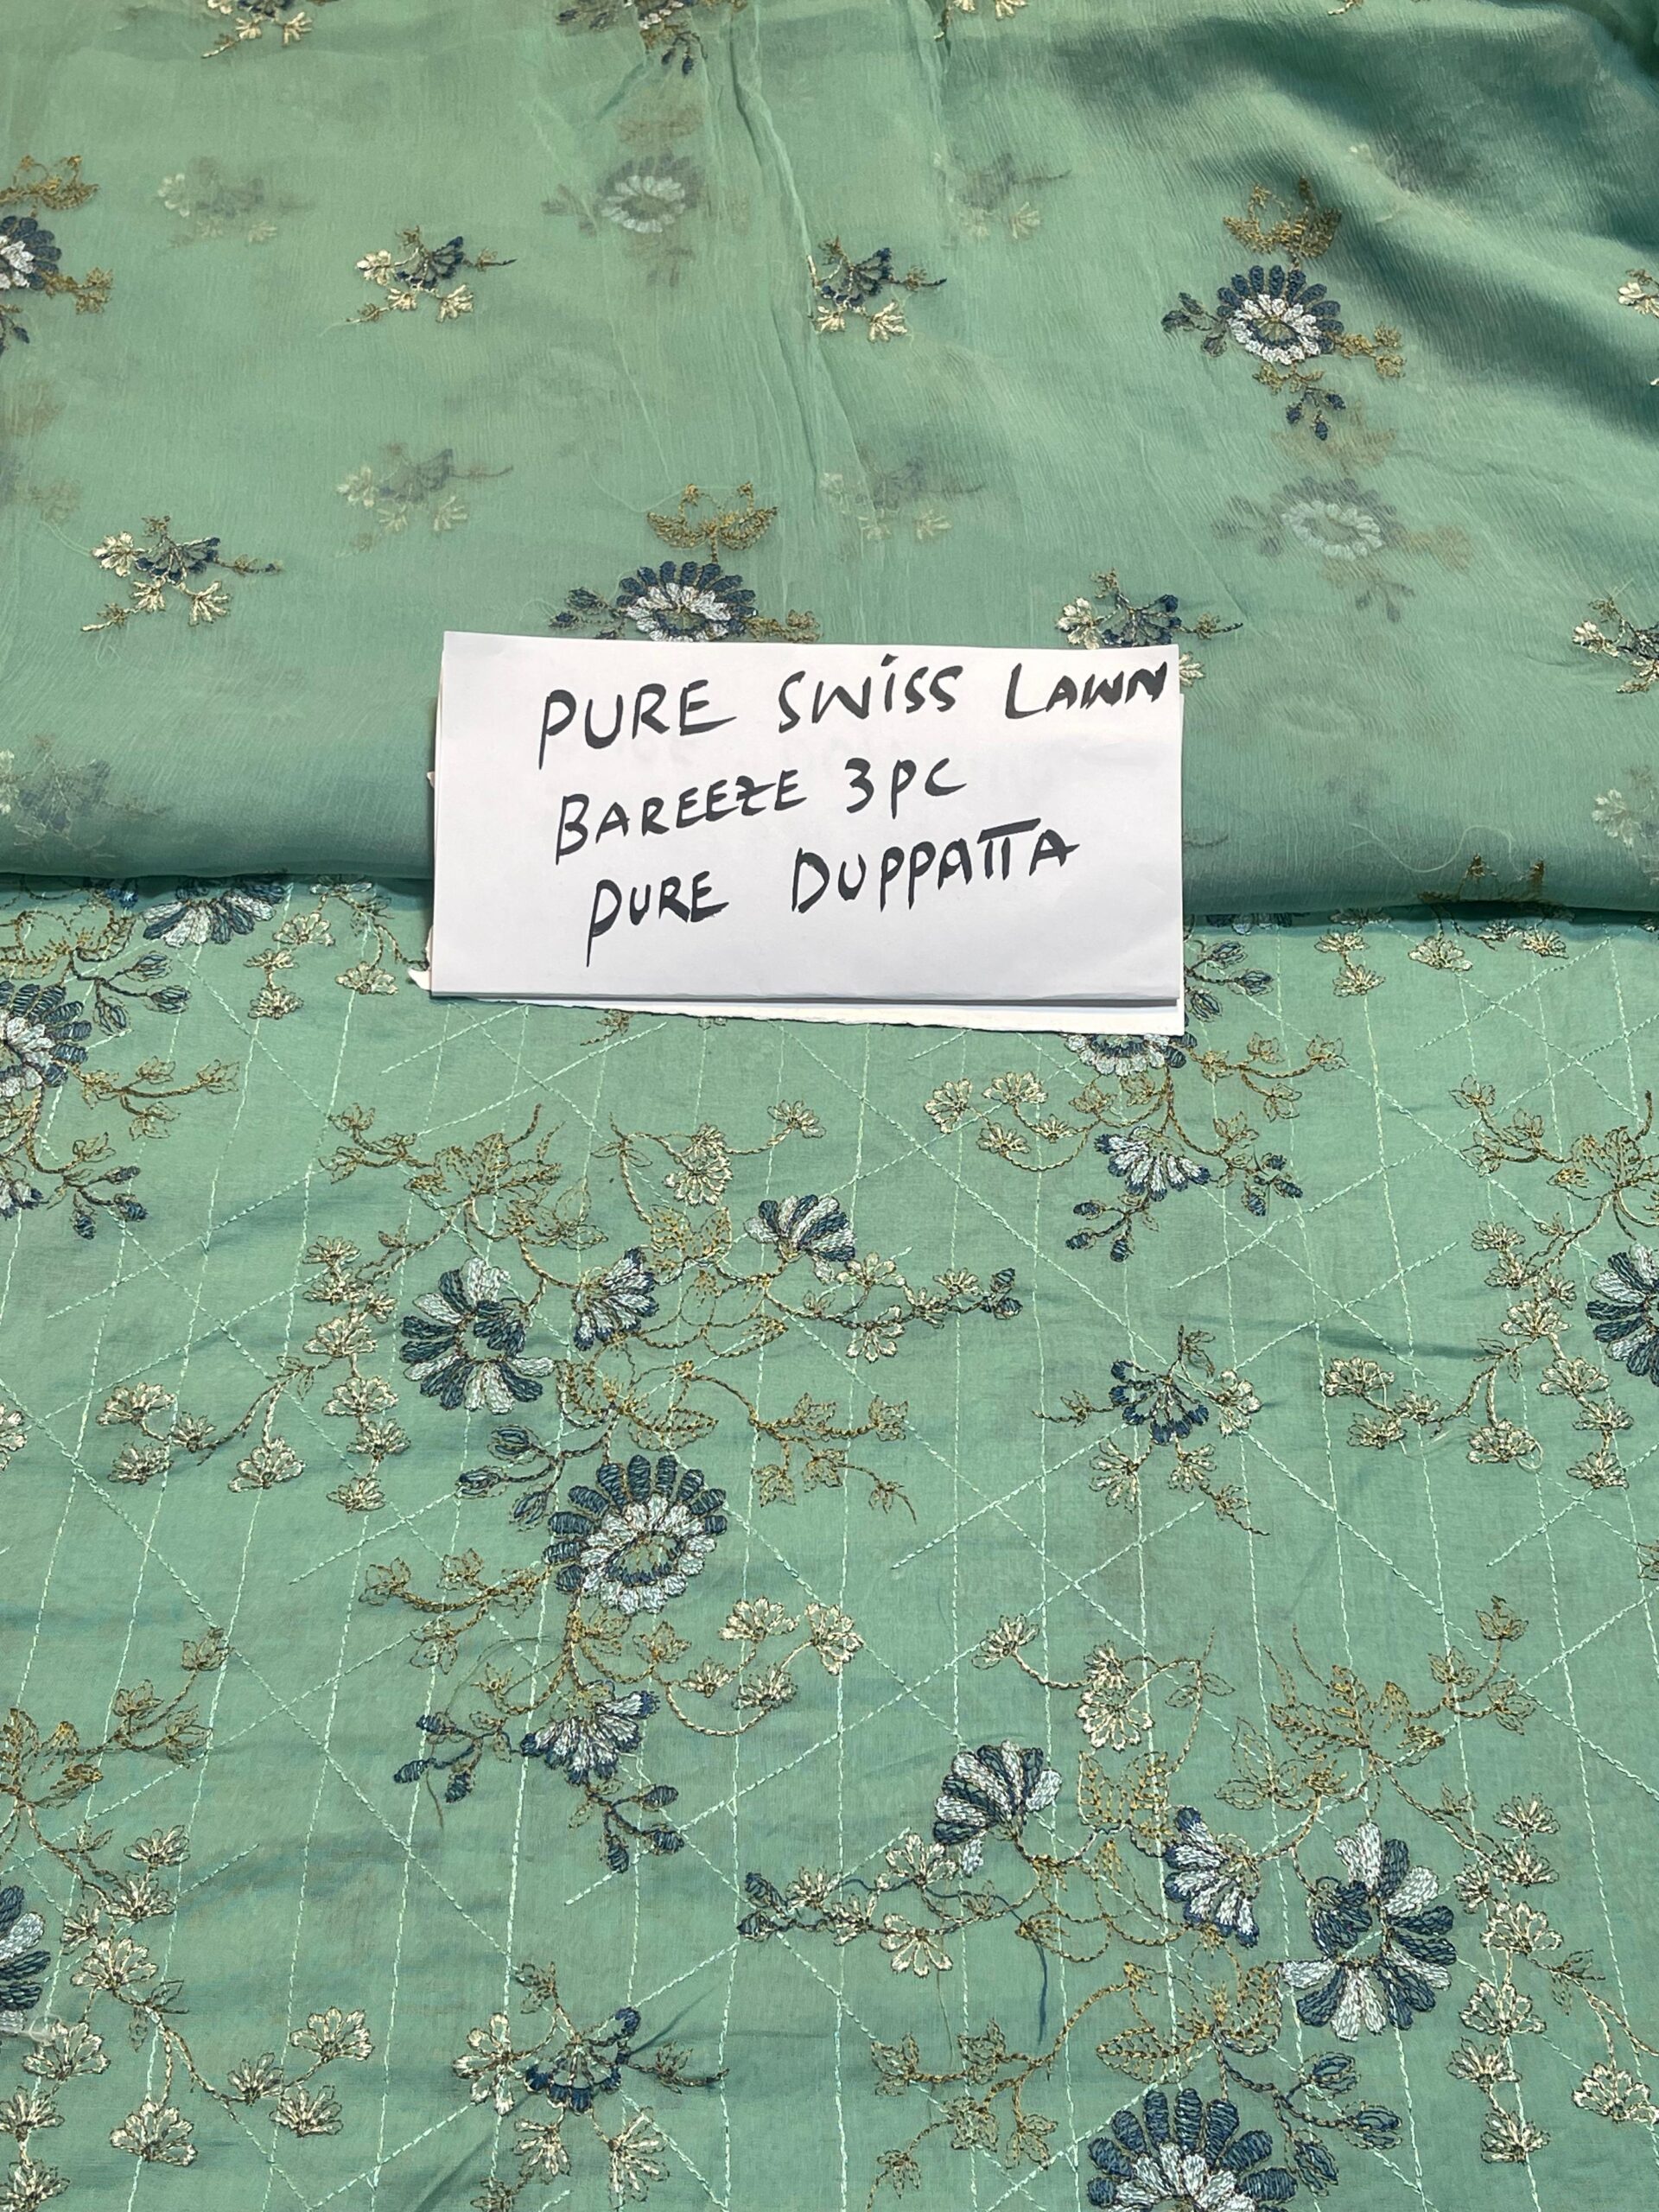 PURE SWiSS LAWN
BAREEZE 3PC
PURE DUPPATTA